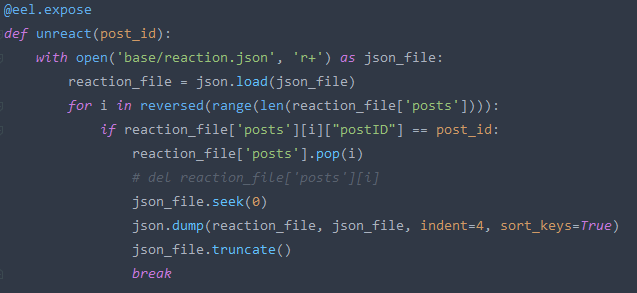 @eel.expose
def unreact(post_id):
    with open('base/reaction.json', 'r+') as json_file:
        reaction_file = json.load(json_file)
        for i in reversed(range(len(reaction_file['posts']))):
            if reaction_file['posts'][i]["postID"] == post_id:
                reaction_file['posts'].pop(i)
                # del reaction_file['posts'][i]
                json_file.seek(0)
                json.dump(reaction_file, json_file, indent=4, sort_keys=True)
                json_file.truncate()
                break